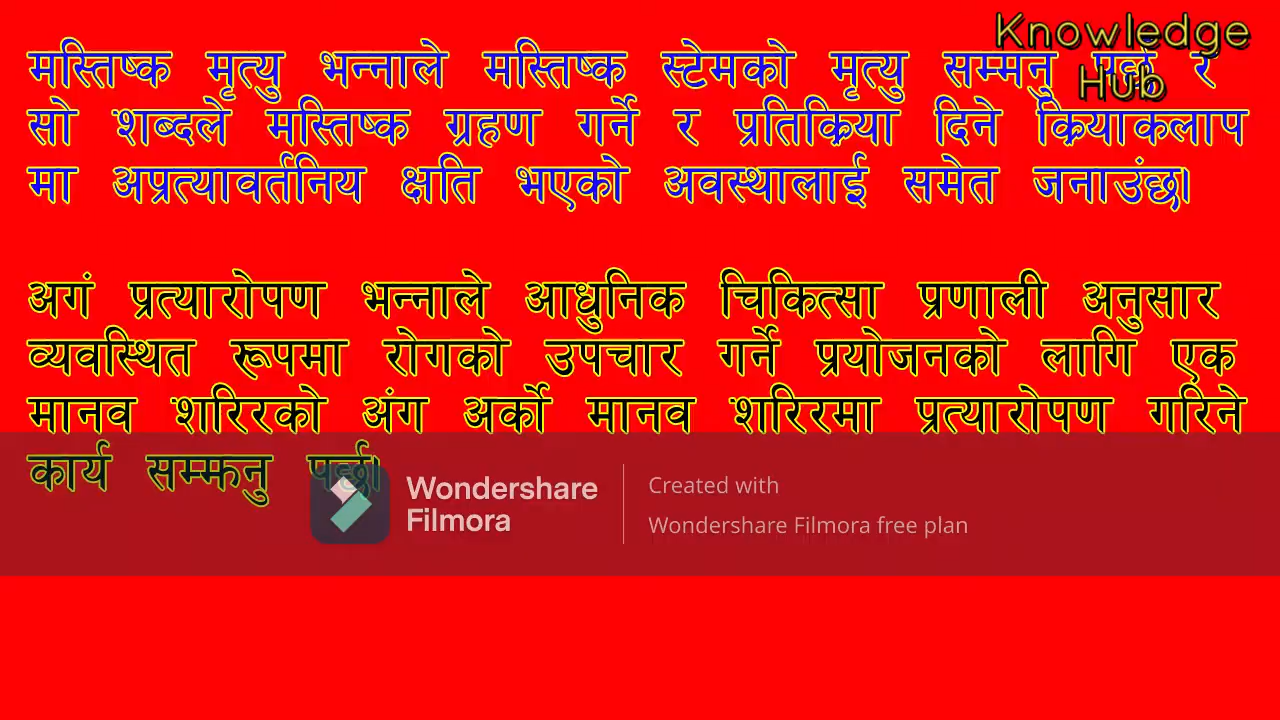 Knowledge
Hub
मस्तिष्क मृत्यु भन्नाले मस्तिष्क स्टेमको मृत्यु सम्मनु पर्छ र
सो शब्दले मस्तिष्क ग्रहण गर्ने र प्रतिक्रिया दिने क्रियाकलाप
मा अप्रत्यावर्तनिय क्षति भएको अवस्थालाई समेत जनाउंछ।
अगं प्रत्यारोपण भन्नाले आधुनिक चिकित्सा प्रणाली अनुसार
व्यवस्थित रूपमा रोगको उपचार गर्ने प्रयोजनको लागि एक
मानव शरिरको अंग अर्को मानव शरिरमा प्रत्यारोपण गरिने
कार्य सम्झनु पर्छ।
Wondershare
Filmora
Created with
Wondershare Filmora free plan